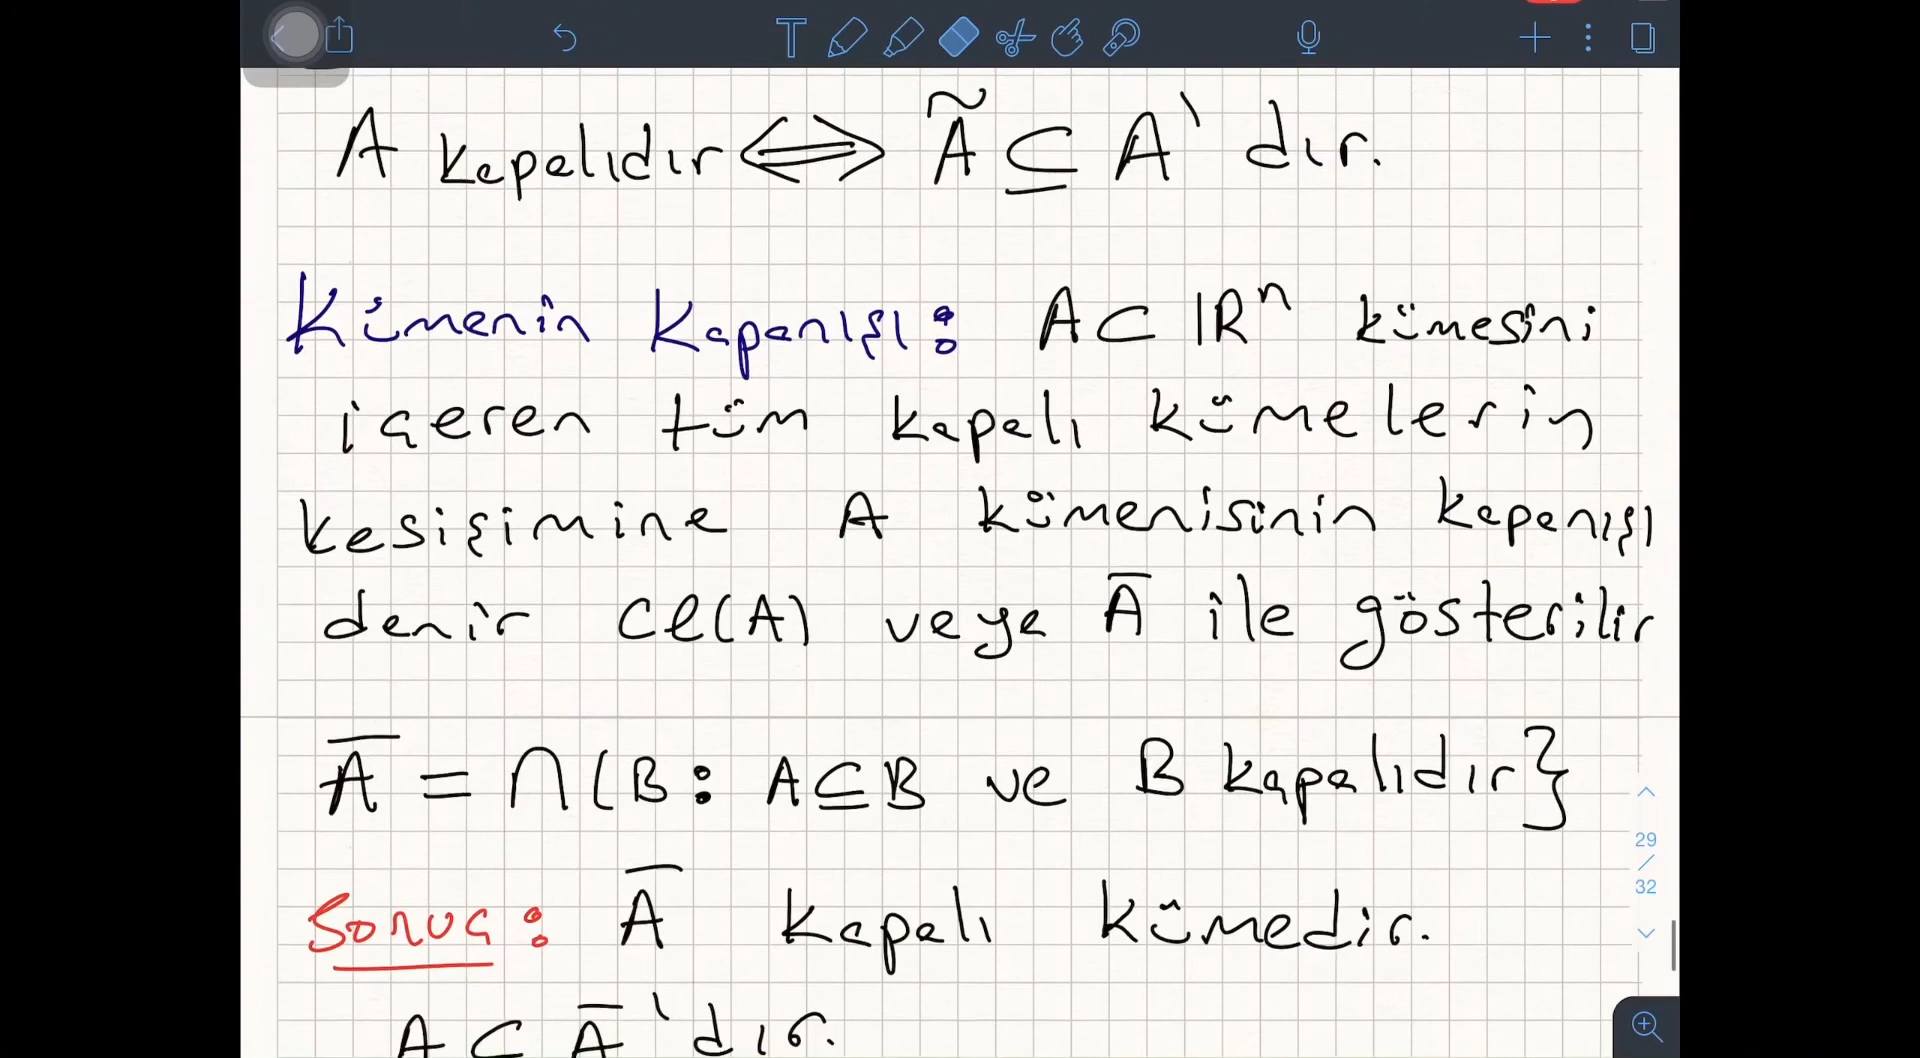 A kapalıdır ⟺ Ã ⊆ A' dır.
Kümenin Kapanışı: A ⊂ ℝⁿ kümesini
içeren tüm kapalı kümelerin
kesişimine A kümenisinin kapanışı
denir Cl(A) veya A̅ ile gösterilir
A̅ = ∩(B : A ⊆ B ve B kapalıdır}
Sonuç: A̅ kapalı kümedir.
A ⊂ A̅ 'dır.
29
/
32